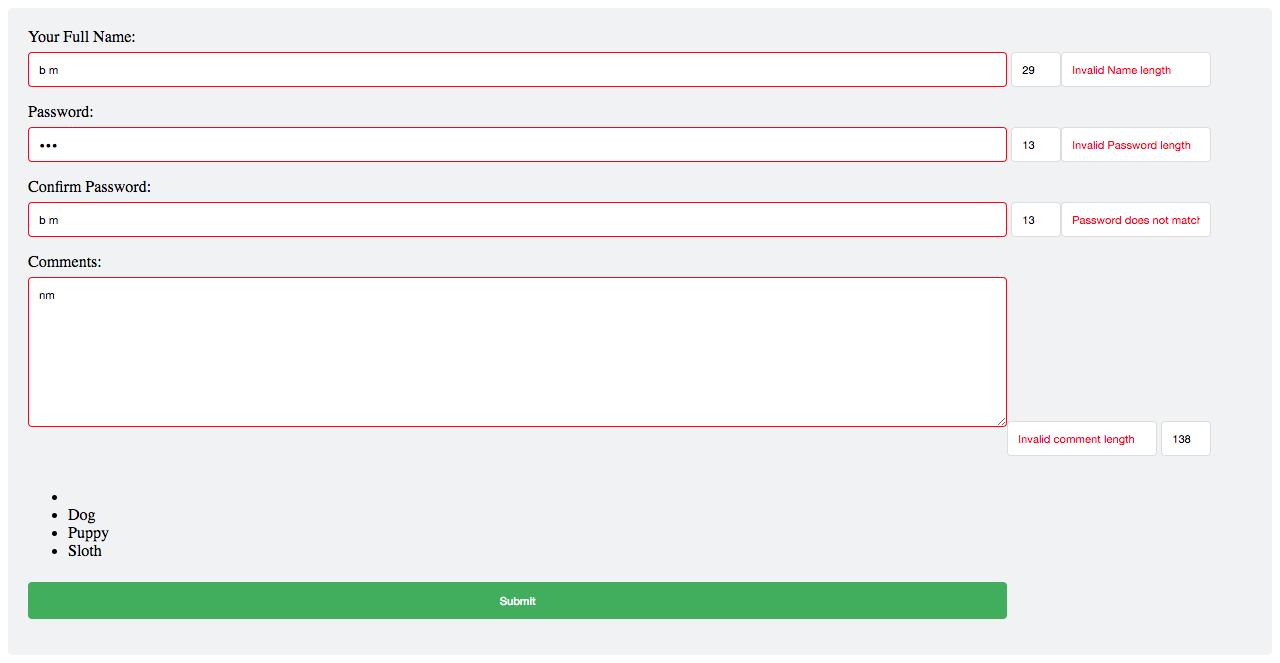 Your Full Name:
b m 29 Invalid Name length
Password:
••• 13 Invalid Password length
Confirm Password:
b m 13 Password does not match
Comments:
nm
Invalid comment length 138
•
• Dog
• Puppy
• Sloth
Submit